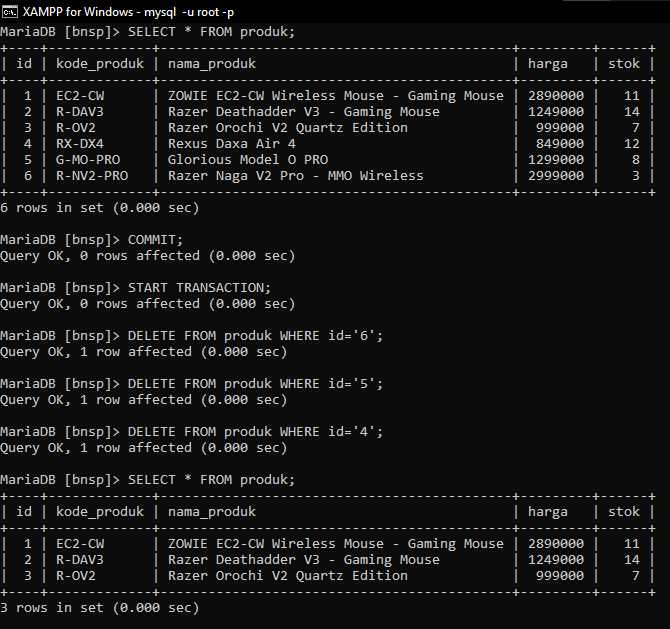 XAMPP for Windows - mysql -u root -p
MariaDB [bnsp]> SELECT * FROM produk;
+----+-------------+-------------------------------------------+---------+------+
| id | kode_produk | nama_produk                               | harga   | stok |
+----+-------------+-------------------------------------------+---------+------+
|  1 | EC2-CW      | ZOWIE EC2-CW Wireless Mouse - Gaming Mouse | 2890000 |   11 |
|  2 | R-DAV3      | Razer Deathadder V3 - Gaming Mouse         | 1249000 |   14 |
|  3 | R-OV2       | Razer Orochi V2 Quartz Edition             |  999000 |    7 |
|  4 | RX-DX4      | Rexus Daxa Air 4                           |  849000 |   12 |
|  5 | G-MO-PRO    | Glorious Model O PRO                       | 1299000 |    8 |
|  6 | R-NV2-PRO   | Razer Naga V2 Pro - MMO Wireless           | 2999000 |    3 |
+----+-------------+-------------------------------------------+---------+------+
6 rows in set (0.000 sec)
MariaDB [bnsp]> COMMIT;
Query OK, 0 rows affected (0.000 sec)
MariaDB [bnsp]> START TRANSACTION;
Query OK, 0 rows affected (0.000 sec)
MariaDB [bnsp]> DELETE FROM produk WHERE id='6';
Query OK, 1 row affected (0.000 sec)
MariaDB [bnsp]> DELETE FROM produk WHERE id='5';
Query OK, 1 row affected (0.000 sec)
MariaDB [bnsp]> DELETE FROM produk WHERE id='4';
Query OK, 1 row affected (0.000 sec)
MariaDB [bnsp]> SELECT * FROM produk;
+----+-------------+-------------------------------------------+---------+------+
| id | kode_produk | nama_produk                               | harga   | stok |
+----+-------------+-------------------------------------------+---------+------+
|  1 | EC2-CW      | ZOWIE EC2-CW Wireless Mouse - Gaming Mouse | 2890000 |   11 |
|  2 | R-DAV3      | Razer Deathadder V3 - Gaming Mouse         | 1249000 |   14 |
|  3 | R-OV2       | Razer Orochi V2 Quartz Edition             |  999000 |    7 |
+----+-------------+-------------------------------------------+---------+------+
3 rows in set (0.000 sec)